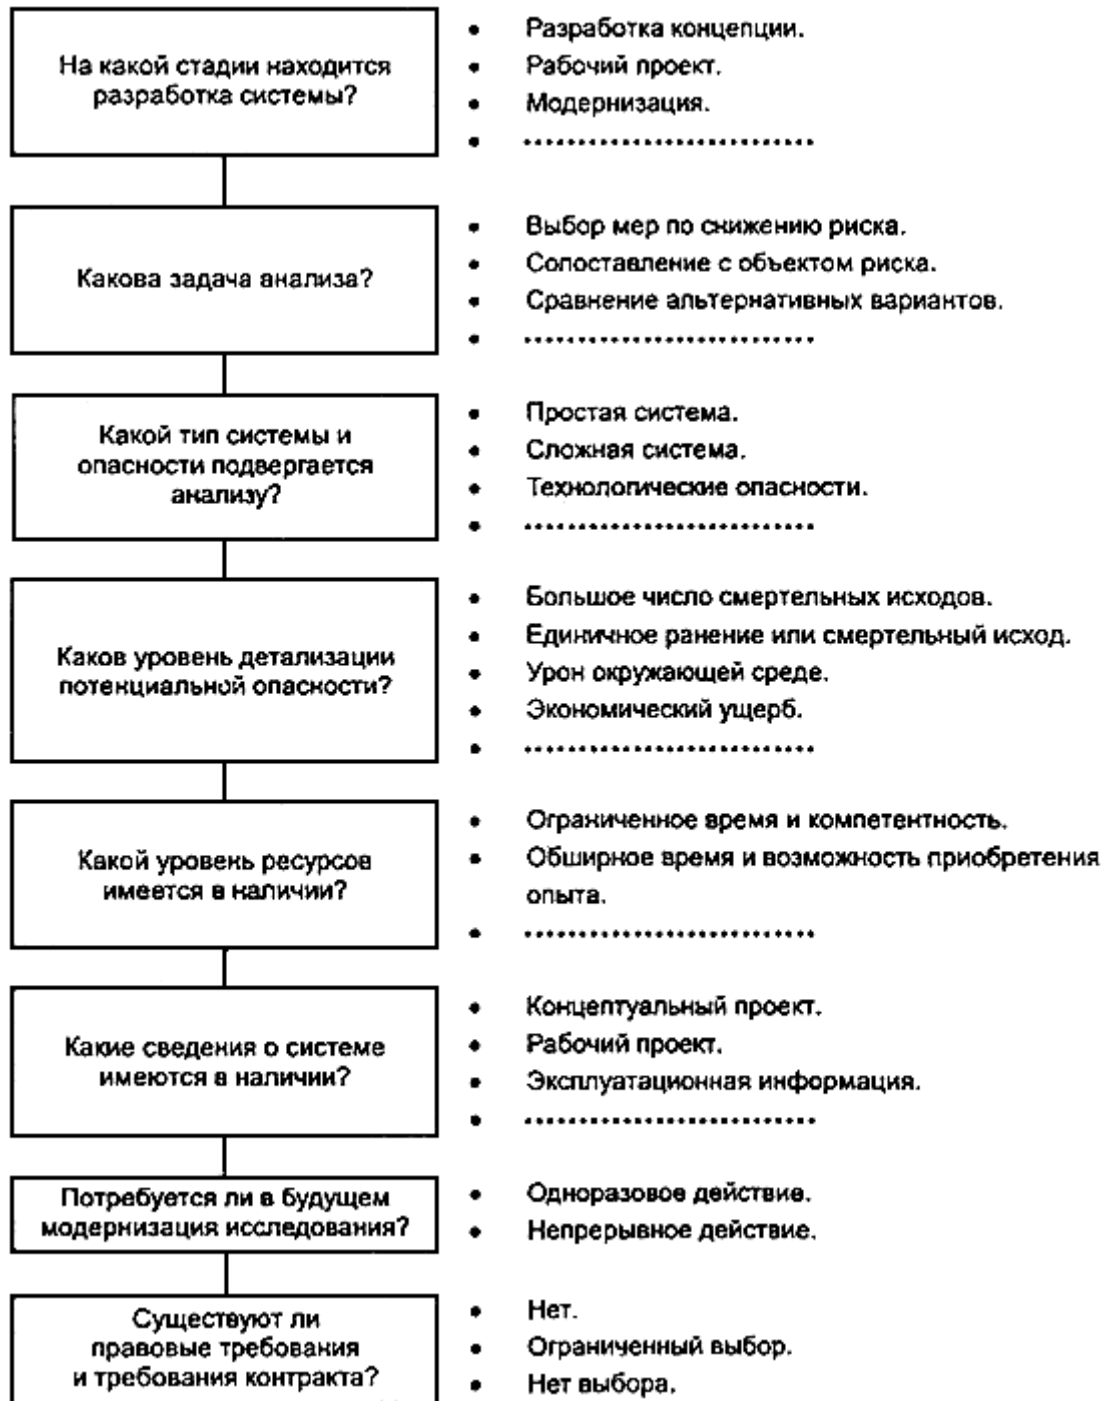 На какой стадии находится
разработка системы?
• Разработка концепции.
• Рабочий проект.
• Модернизация.
• ...........................
Какова задача анализа?
• Выбор мер по снижению риска.
• Сопоставление с объектом риска.
• Сравнение альтернативных вариантов.
• ...........................
Какой тип системы и
опасности подвергается
анализу?
• Простая система.
• Сложная система.
• Технологические опасности.
• ...........................
Каков уровень детализации
потенциальной опасности?
• Большое число смертельных исходов.
• Единичное ранение или смертельный исход.
• Урон окружающей среде.
• Экономический ущерб.
• ...........................
Какой уровень ресурсов
имеется в наличии?
• Ограниченное время и компетентность.
• Обширное время и возможность приобретения
опыта.
• ...........................
Какие сведения о системе
имеются в наличии?
• Концептуальный проект.
• Рабочий проект.
• Эксплуатационная информация.
• ...........................
Потребуется ли в будущем
модернизация исследования?
• Одноразовое действие.
• Непрерывное действие.
Существуют ли
правовые требования
и требования контракта?
• Нет.
• Ограниченный выбор.
• Нет выбора.